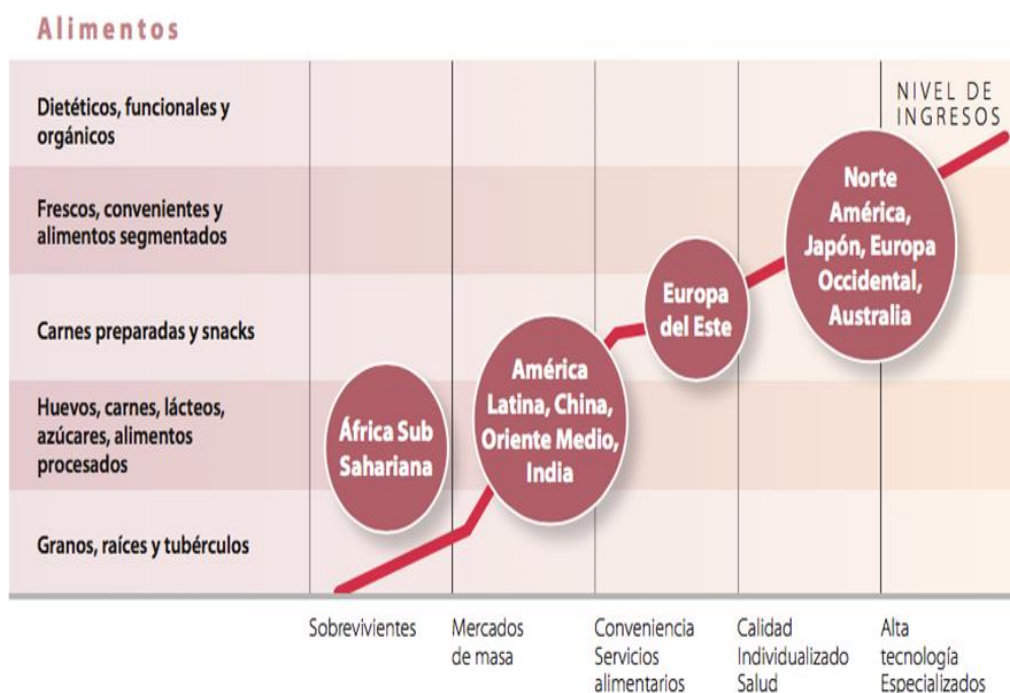 Alimentos
NIVEL DE
INGRESOS
Dietéticos, funcionales y
orgánicos
Frescos, convenientes y
alimentos segmentados
Carnes preparadas y snacks
Huevos, carnes, lácteos,
azúcares, alimentos
procesados
Granos, raíces y tubérculos
África Sub
Sahariana
América
Latina, China,
Oriente Medio,
India
Europa
del Este
Norte
América,
Japón, Europa
Occidental,
Australia
Sobrevivientes
Mercados
de masa
Conveniencia
Servicios
alimentarios
Calidad
Individualizado
Salud
Alta
tecnología
Especializados